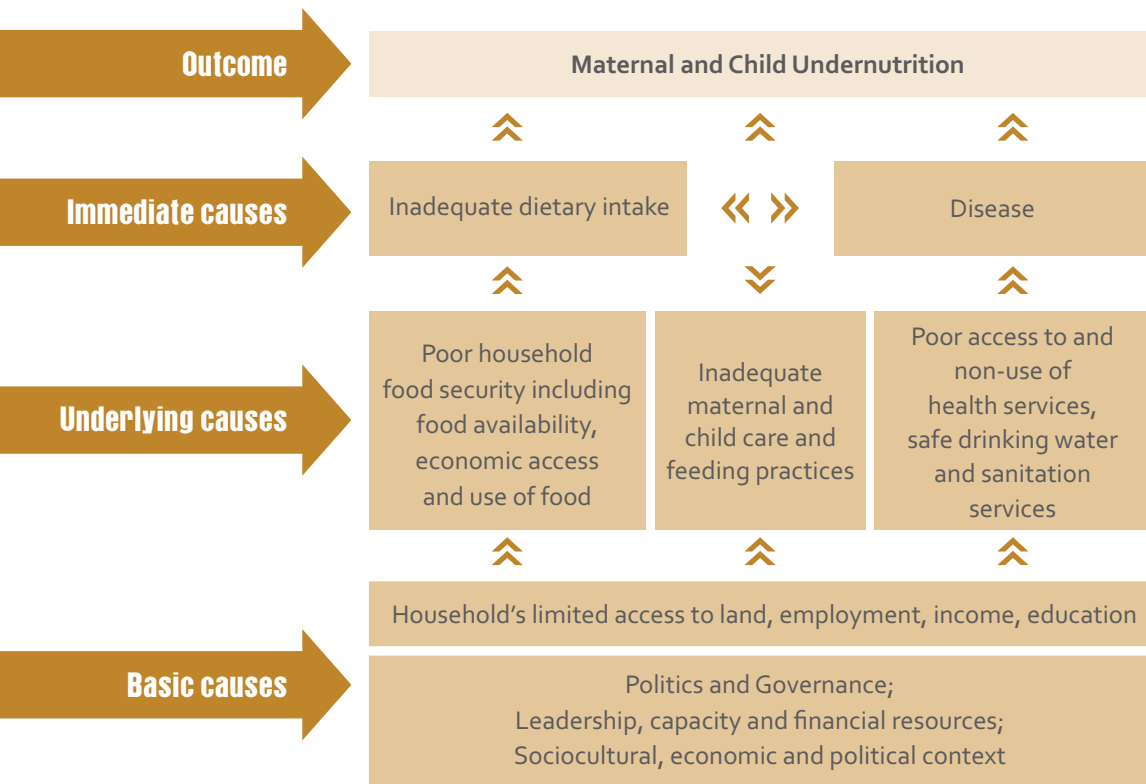 Outcome
Maternal and Child Undernutrition
Immediate causes
Inadequate dietary intake
Disease
Underlying causes
Poor household
food security including
food availability,
economic access
and use of food
Inadequate
maternal and
child care and
feeding practices
Poor access to and
non-use of
health services,
safe drinking water
and sanitation
services
Basic causes
Household's limited access to land, employment, income, education
Politics and Governance;
Leadership, capacity and financial resources;
Sociocultural, economic and political context